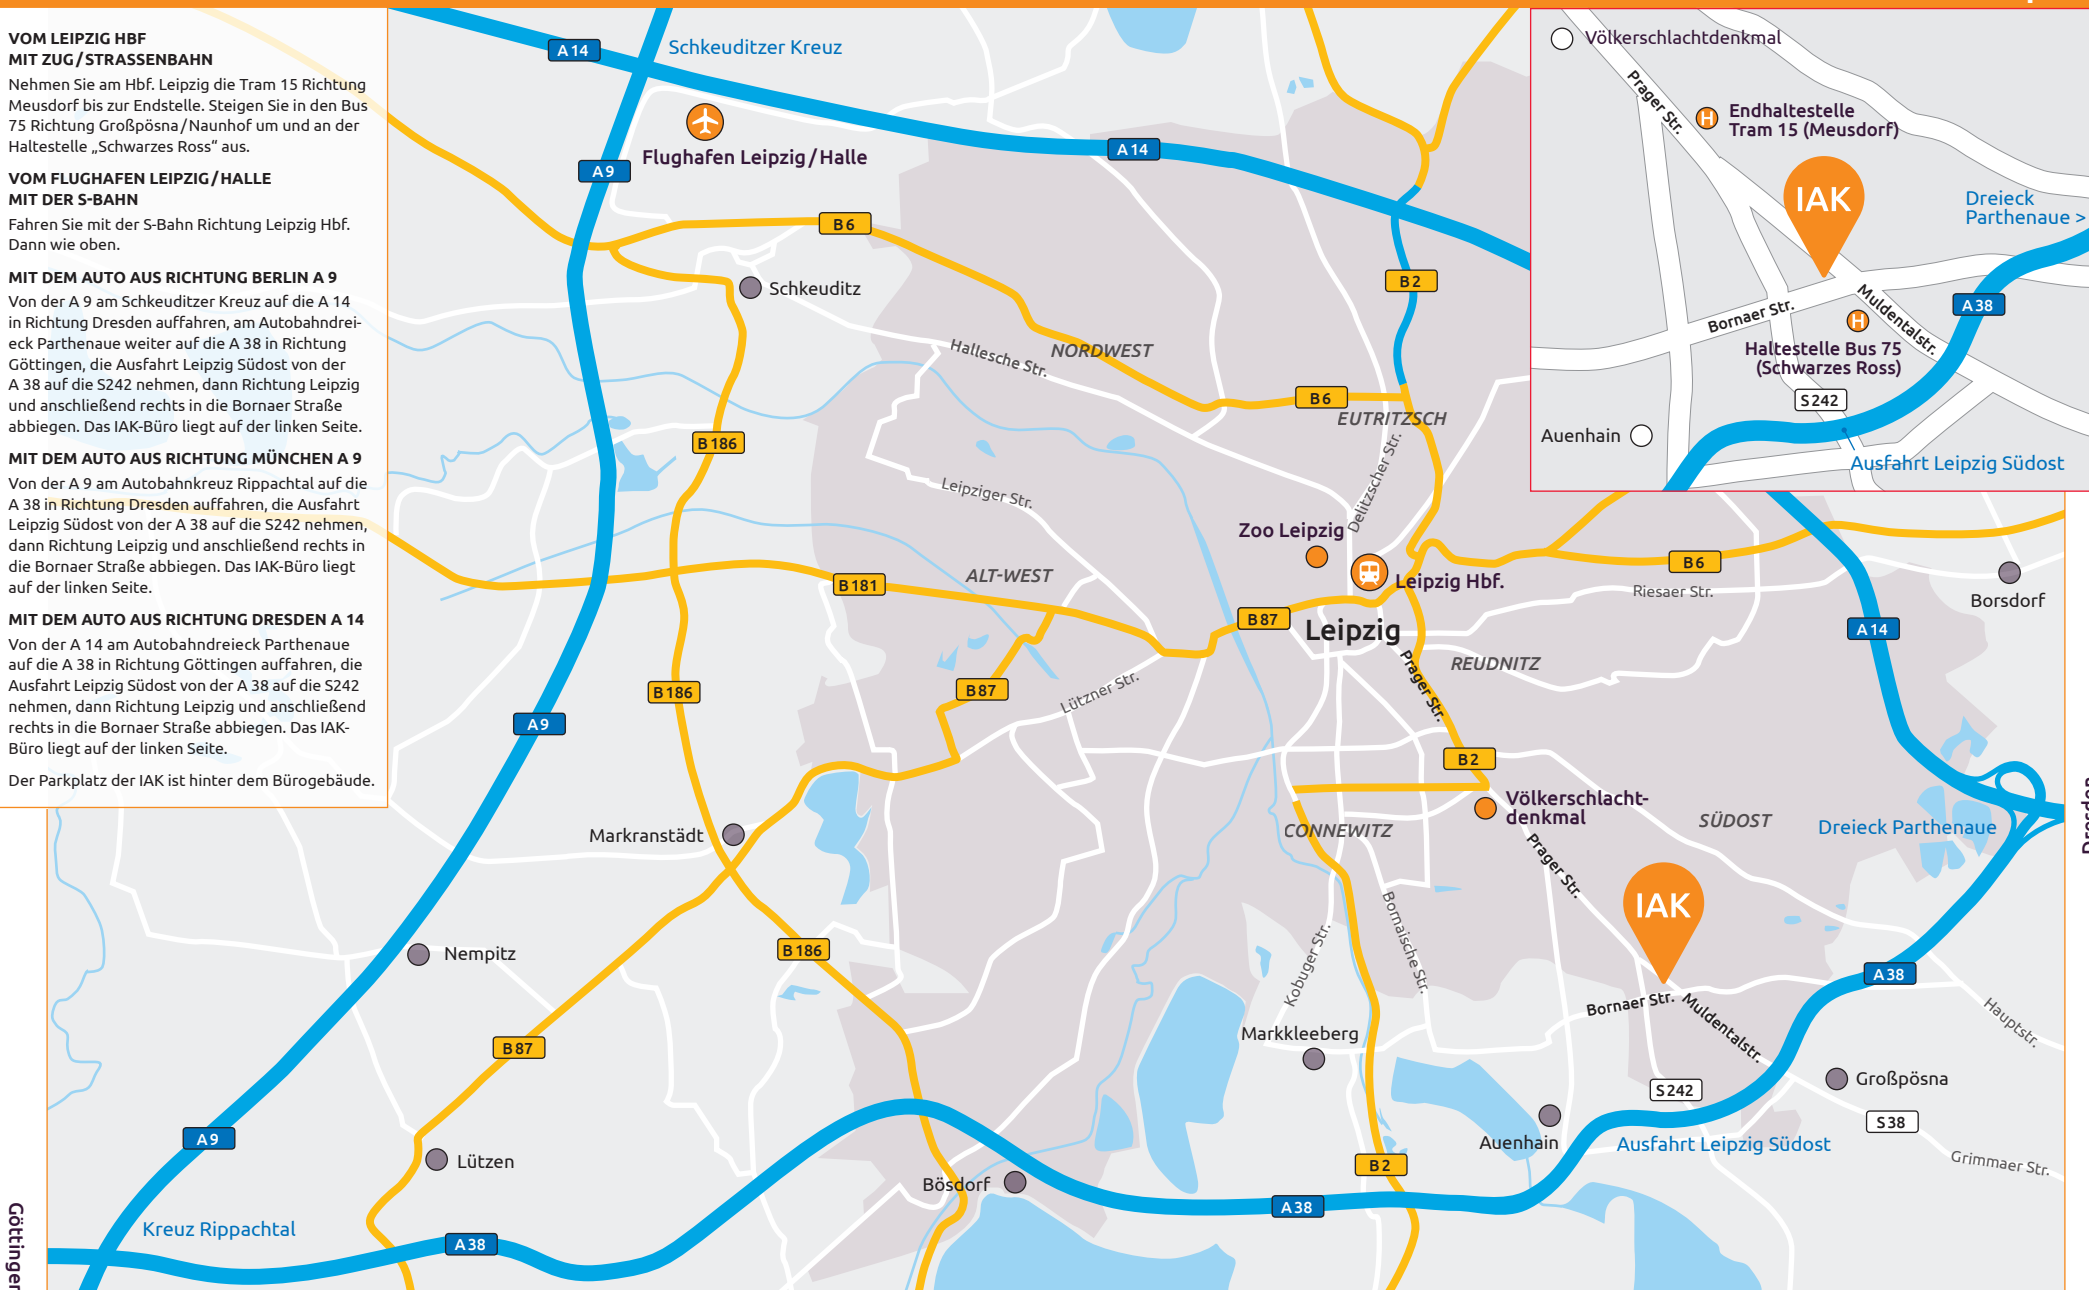 VOM LEIPZIG HBF
MIT ZUG/STRASSENBAHN
Nehmen Sie am Hbf. Leipzig die Tram 15 Richtung
Meusdorf bis zur Endstelle. Steigen Sie in den Bus
75 Richtung Großpösna/Naunhof um und an der
Haltestelle „Schwarzes Ross“ aus.
VOM FLUGHAFEN LEIPZIG/HALLE
MIT DER S-BAHN
Fahren Sie mit der S-Bahn Richtung Leipzig Hbf.
Dann wie oben.
MIT DEM AUTO AUS RICHTUNG BERLIN A 9
Von der A 9 am Schkeuditzer Kreuz auf die A 14
in Richtung Dresden auffahren, am Autobahndrei-
eck Parthenaue weiter auf die A 38 in Richtung
Göttingen, die Ausfahrt Leipzig Südost von der
A 38 auf die S242 nehmen, dann Richtung Leipzig
und anschließend rechts in die Bornaer Straße
abbiegen. Das IAK-Büro liegt auf der linken Seite.
MIT DEM AUTO AUS RICHTUNG MÜNCHEN A 9
Von der A 9 am Autobahnkreuz Rippachtal auf die
A 38 in Richtung Dresden auffahren, die Ausfahrt
Leipzig Südost von der A 38 auf die S242 nehmen,
dann Richtung Leipzig und anschließend rechts in
die Bornaer Straße abbiegen. Das IAK-Büro liegt
auf der linken Seite.
MIT DEM AUTO AUS RICHTUNG DRESDEN A 14
Von der A 14 am Autobahndreieck Parthenaue
auf die A 38 in Richtung Göttingen auffahren, die
Ausfahrt Leipzig Südost von der A 38 auf die S242
nehmen, dann Richtung Leipzig und anschließend
rechts in die Bornaer Straße abbiegen. Das IAK-
Büro liegt auf der linken Seite.
Der Parkplatz der IAK ist hinter dem Bürogebäude.
A 14
Schkeuditzer Kreuz
Flughafen Leipzig/Halle
A 9
A 14
B 6
B 2
Schkeuditz
Hallesche Str.
NORDWEST
B 6
EUTRITZSCH
B 186
Leipziger Str.
Delitzscher Str.
Zoo Leipzig
Leipzig Hbf.
ALT-WEST
B 181
B 87
Leipzig
B 6
Riesaer Str.
Borsdorf
A 14
REUDNITZ
Prager Str.
B 186
B 87
Lützner Str.
A 9
B 2
Völkerschlacht-
denkmal
CONNEWITZ
SÜDOST
Dreieck Parthenaue
Markranstädt
Prager Str.
IAK
Bornaische Str.
Koburger Str.
Nempitz
B 186
A 38
Bornaer Str.
Muldentalstr.
Hauptstr.
B 87
Markkleeberg
Großpösna
S 242
S 38
Auenhain
Ausfahrt Leipzig Südost
Grimmaer Str.
A 9
Lützen
Bösdorf
B 2
A 38
Kreuz Rippachtal
A 38
Völkerschlachtdenkmal
Prager Str.
Endhaltestelle
Tram 15 (Meusdorf)
H
IAK
Dreieck
Parthenaue >
Bornaer Str.
Muldentalstr.
A 38
H
Haltestelle Bus 75
(Schwarzes Ross)
S 242
Auenhain
Ausfahrt Leipzig Südost